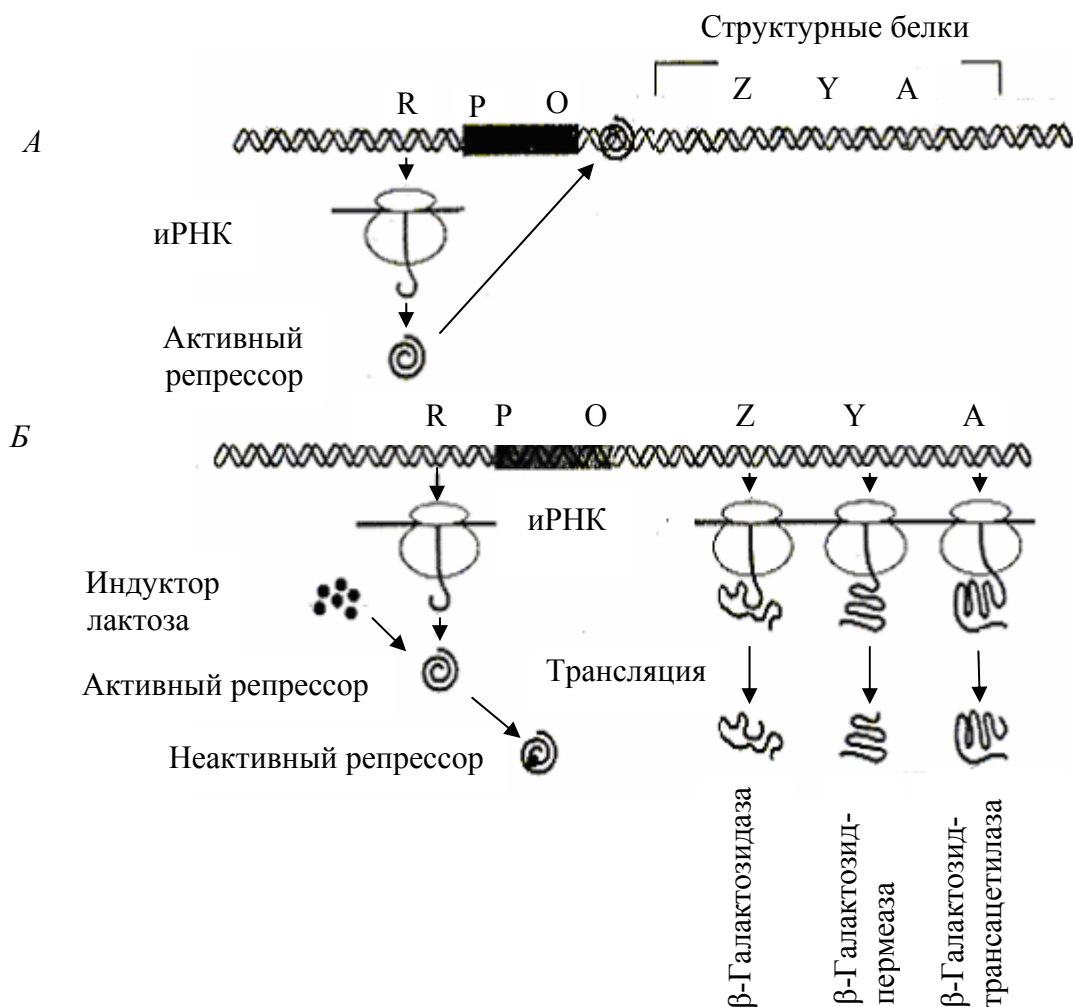 Структурные белки
R P O Z Y A
А
иРНК
Активный
репрессор
Б
R P O Z Y A
иРНК
Индуктор
лактоза
Активный репрессор
Трансляция
Неактивный репрессор
β-Галактозидаза
β-Галактозид-
пермеаза
β-Галактозид-
трансацетилаза